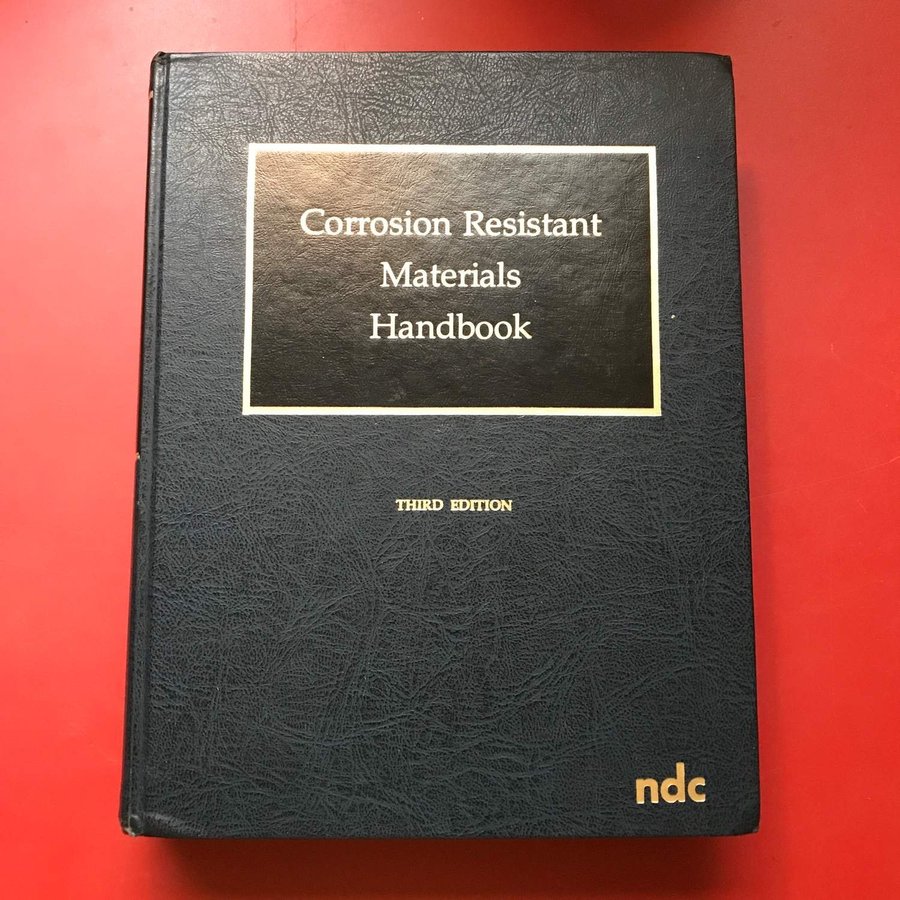 Corrosion Resistant
Materials
Handbook
THIRD EDITION
ndc